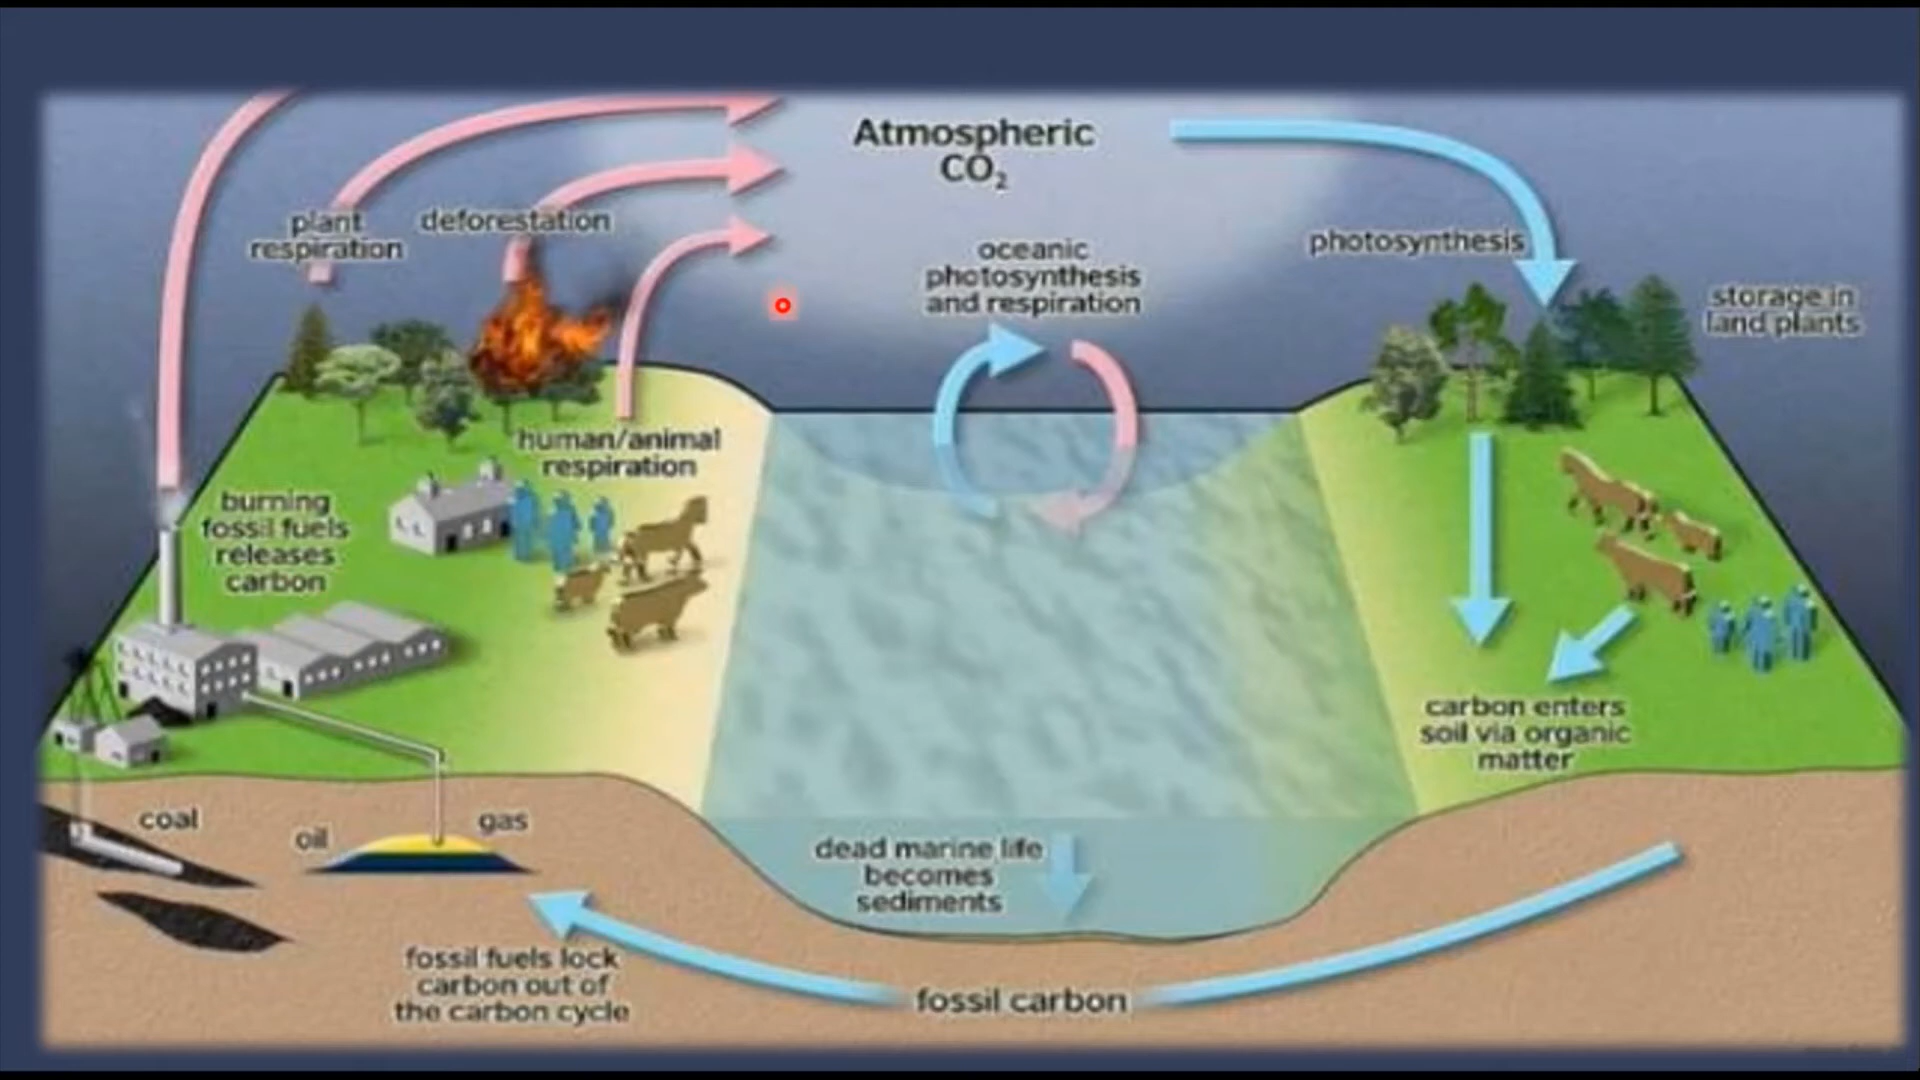 Atmospheric
CO₂
plant
respiration
deforestation
oceanic
photosynthesis
and respiration
photosynthesis
storage in
land plants
human/animal
respiration
burning
fossil fuels
releases
carbon
carbon enters
soil via organic
matter
coal
oil
gas
dead marine life
becomes
sediments
fossil fuels lock
carbon out of
the carbon cycle
fossil carbon